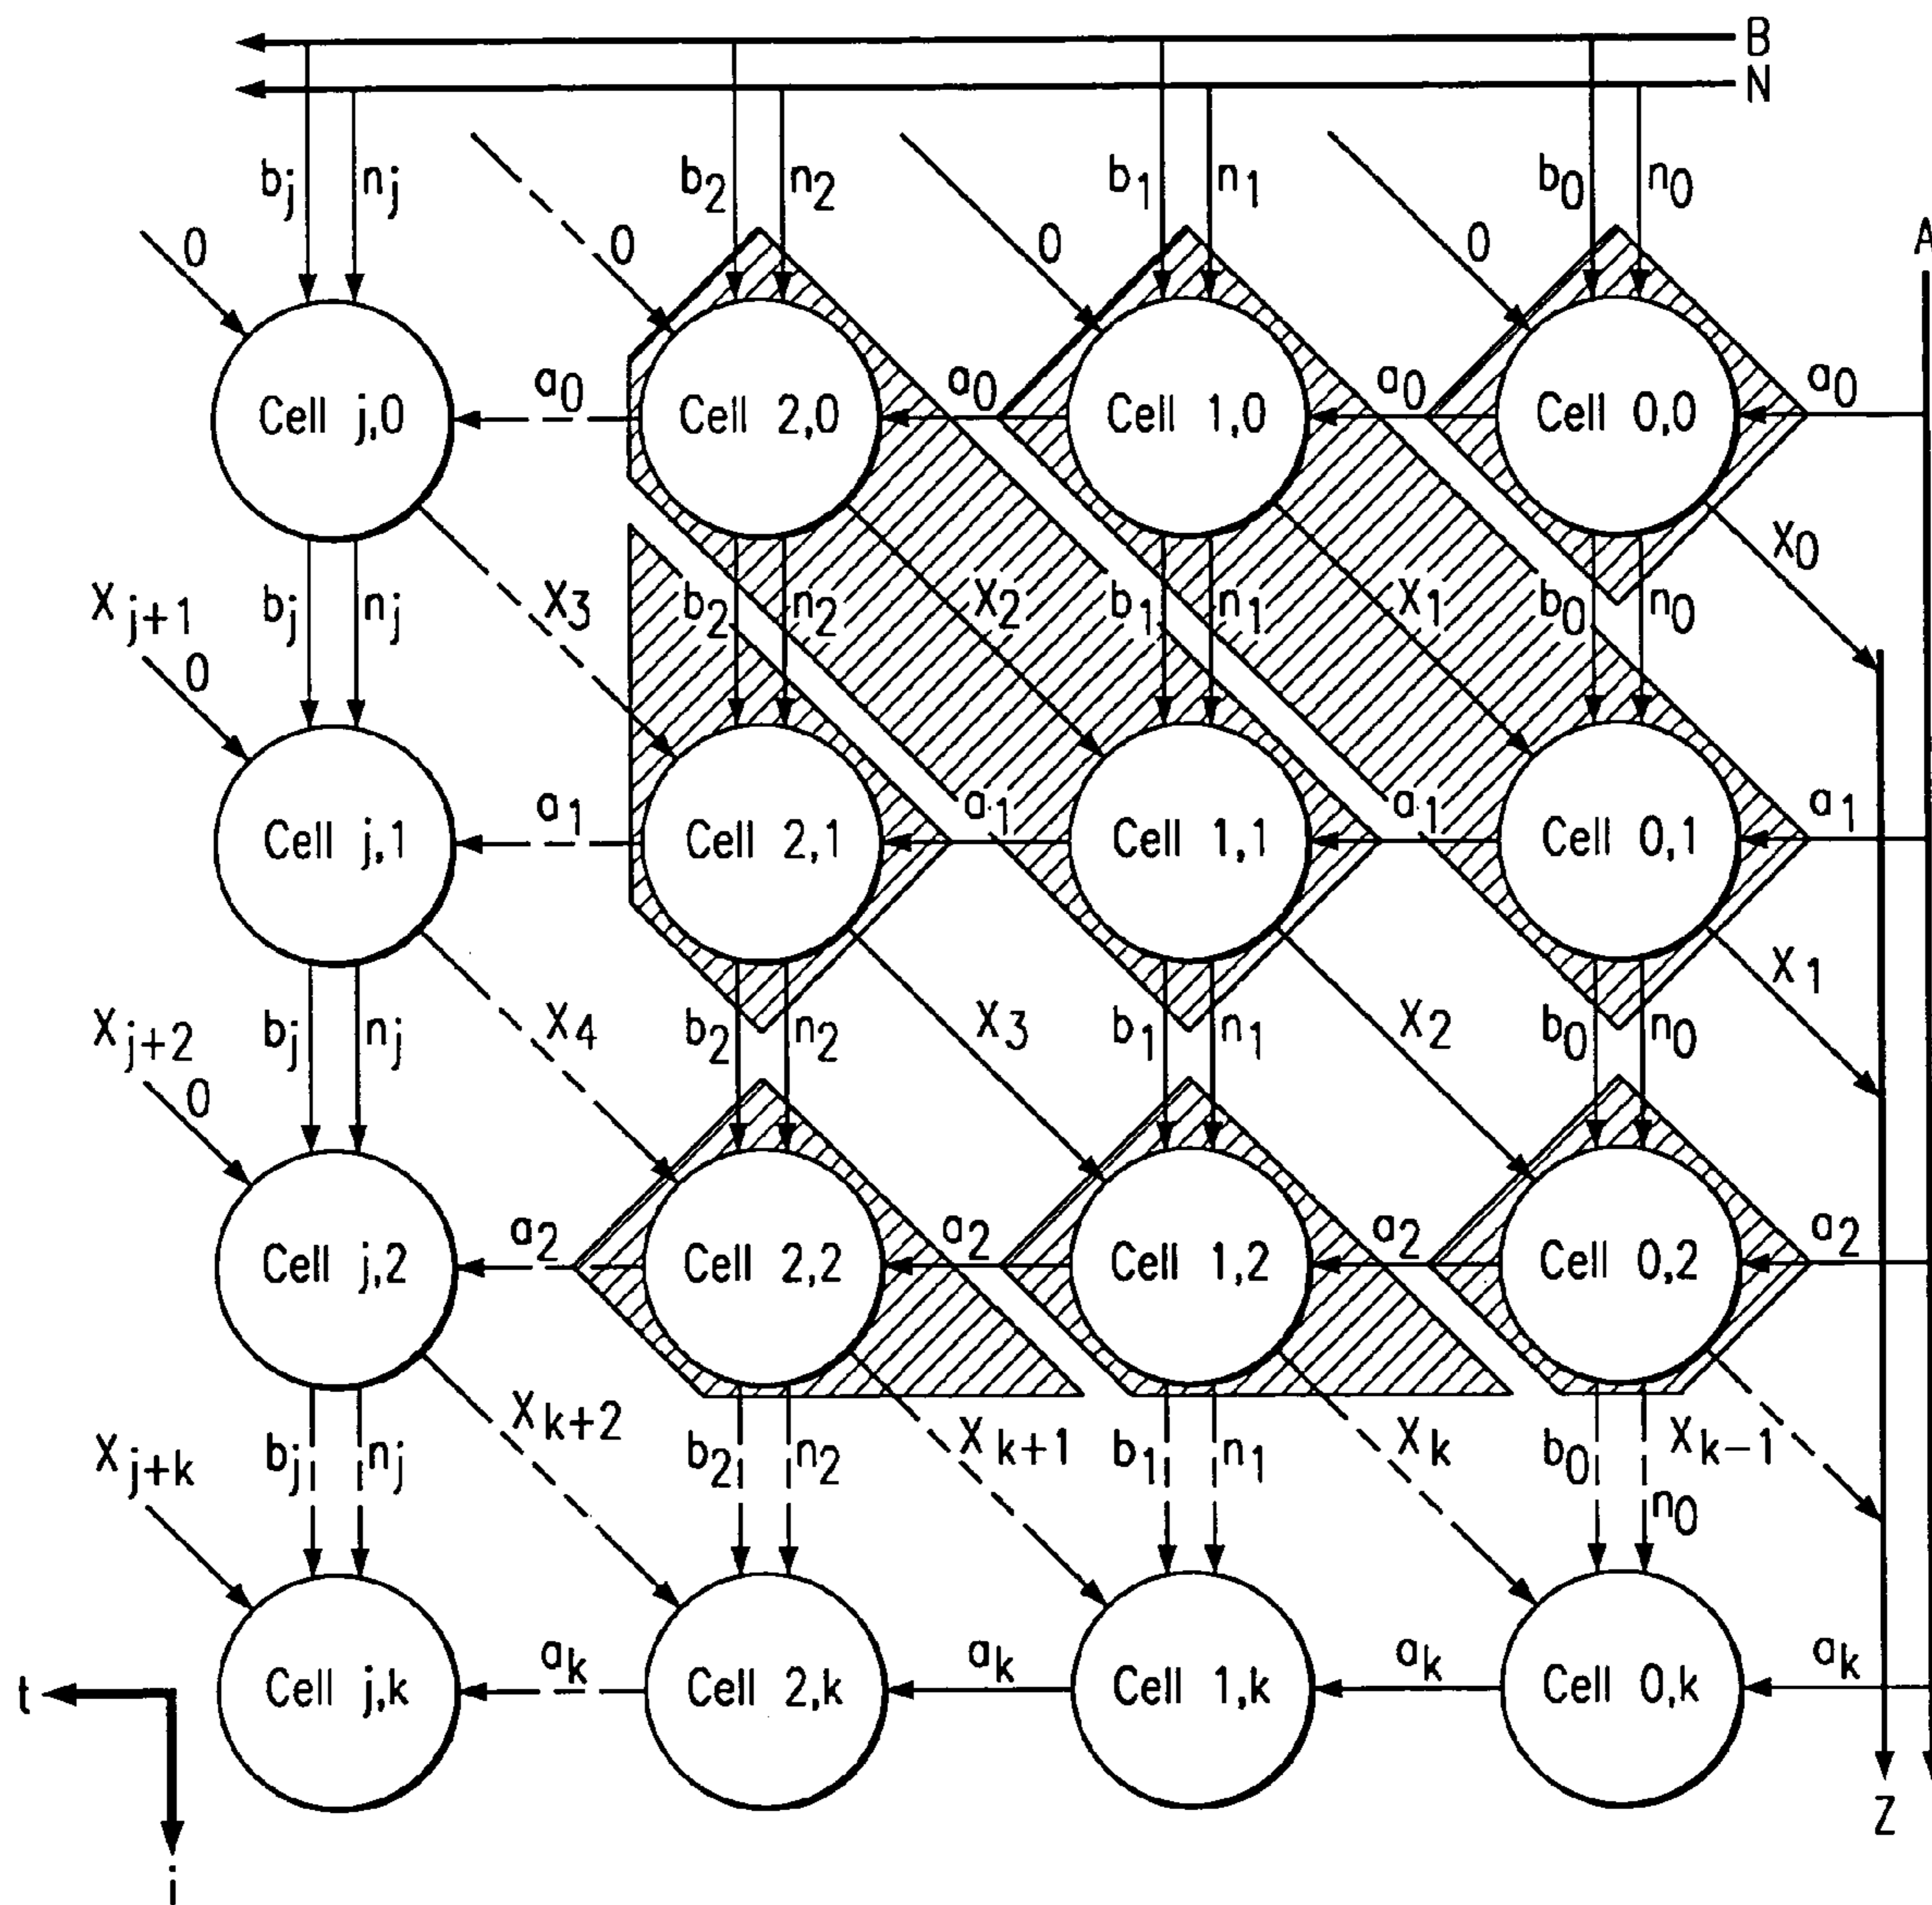 B
N
bj nj b2 n2 b1 n1 b0 n0
0 0 0 0 A
a0 a0 a0 a0
Cell j,0 Cell 2,0 Cell 1,0 Cell 0,0
X0
Xj+1 bj nj X3 b2 n2 X2 b1 n1 X1 b0 n0
0
a1 a1 a1 a1
Cell j,1 Cell 2,1 Cell 1,1 Cell 0,1
X1
Xj+2 bj nj X4 b2 n2 X3 b1 n1 X2 b0 n0
0
a2 a2 a2 a2
Cell j,2 Cell 2,2 Cell 1,2 Cell 0,2
Xj+k bj nj Xk+2 b2 n2 Xk+1 b1 n1 Xk b0 Xk-1
n0
ak ak ak ak
t Cell j,k Cell 2,k Cell 1,k Cell 0,k
Z
i